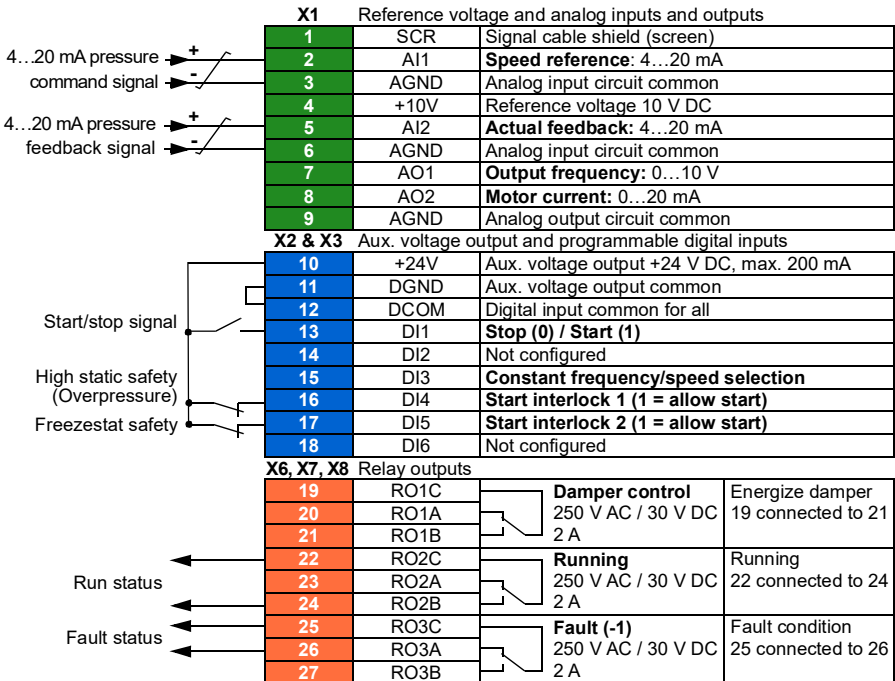 X1 Reference voltage and analog inputs and outputs
1 SCR Signal cable shield (screen)
4…20 mA pressure + 2 AI1 Speed reference: 4…20 mA
command signal - 3 AGND Analog input circuit common
4 +10V Reference voltage 10 V DC
4…20 mA pressure + 5 AI2 Actual feedback: 4…20 mA
feedback signal - 6 AGND Analog input circuit common
7 AO1 Output frequency: 0…10 V
8 AO2 Motor current: 0…20 mA
9 AGND Analog output circuit common
X2 & X3 Aux. voltage output and programmable digital inputs
10 +24V Aux. voltage output +24 V DC, max. 200 mA
11 DGND Aux. voltage output common
12 DCOM Digital input common for all
Start/stop signal 13 DI1 Stop (0) / Start (1)
14 DI2 Not configured
High static safety 15 DI3 Constant frequency/speed selection
(Overpressure) 16 DI4 Start interlock 1 (1 = allow start)
Freezestat safety 17 DI5 Start interlock 2 (1 = allow start)
18 DI6 Not configured
X6, X7, X8 Relay outputs
19 RO1C Damper control Energize damper
20 RO1A 250 V AC / 30 V DC 19 connected to 21
21 RO1B 2 A
22 RO2C Running Running
Run status 23 RO2A 250 V AC / 30 V DC 22 connected to 24
24 RO2B 2 A
25 RO3C Fault (-1) Fault condition
Fault status 26 RO3A 250 V AC / 30 V DC 25 connected to 26
27 RO3B 2 A